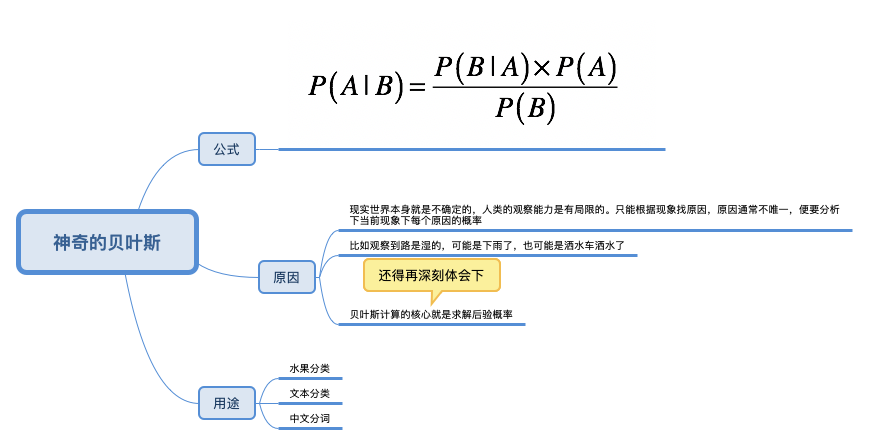 P(A|B)=P(B|A)×P(A)/P(B)
公式
神奇的贝叶斯
现实世界本身就是不确定的，人类的观察能力是有局限的。只能根据现象找原因，原因通常不唯一，便要分析
下当前现象下每个原因的概率
比如观察到路是湿的，可能是下雨了，也可能是洒水车洒水了
还得再深刻体会下
原因
贝叶斯计算的核心就是求解后验概率
水果分类
文本分类
用途
中文分词